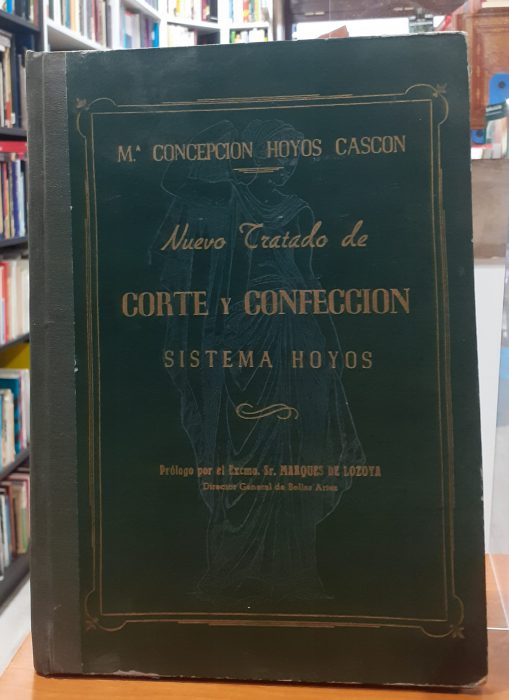 M.ª CONCEPCION HOYOS CASCON
Nuevo Tratado de
CORTE Y CONFECCION
SISTEMA HOYOS
Prólogo por el Excmo. Sr. MARQUES DE LOZOYA
Director General de Bellas Artes